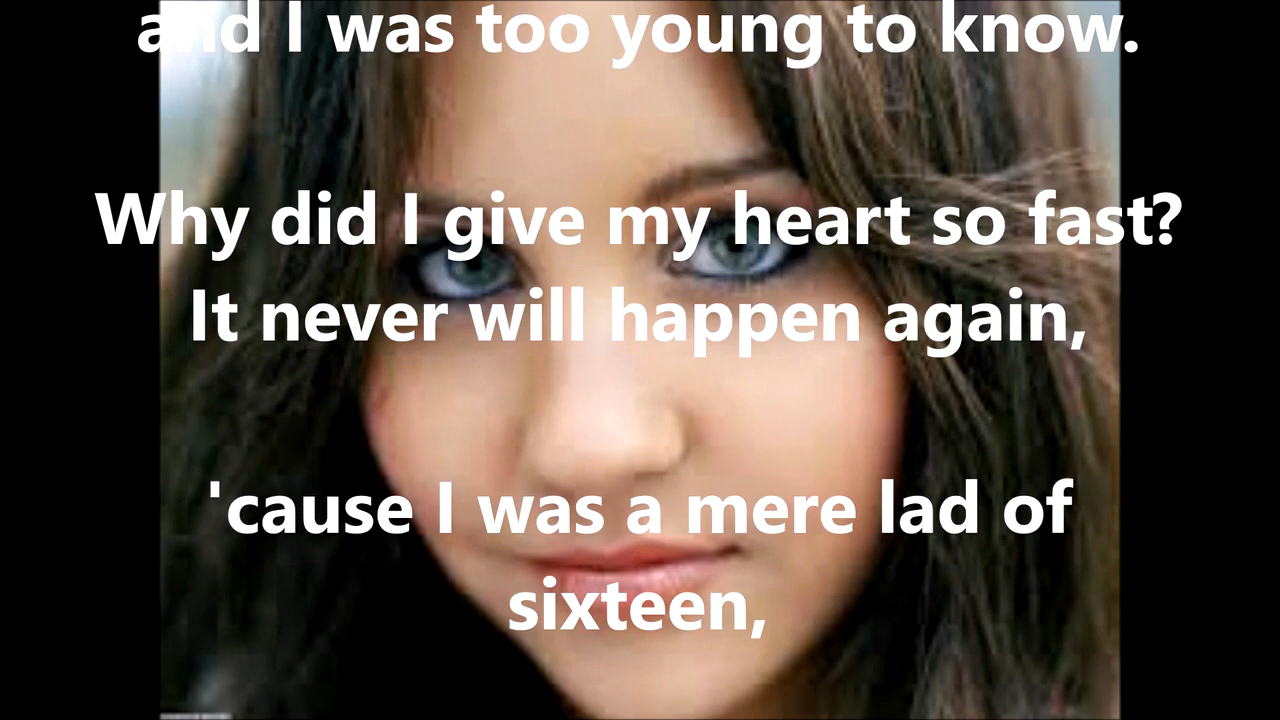 and I was too young to know.
Why did I give my heart so fast?
It never will happen again,
'cause I was a mere lad of
sixteen,